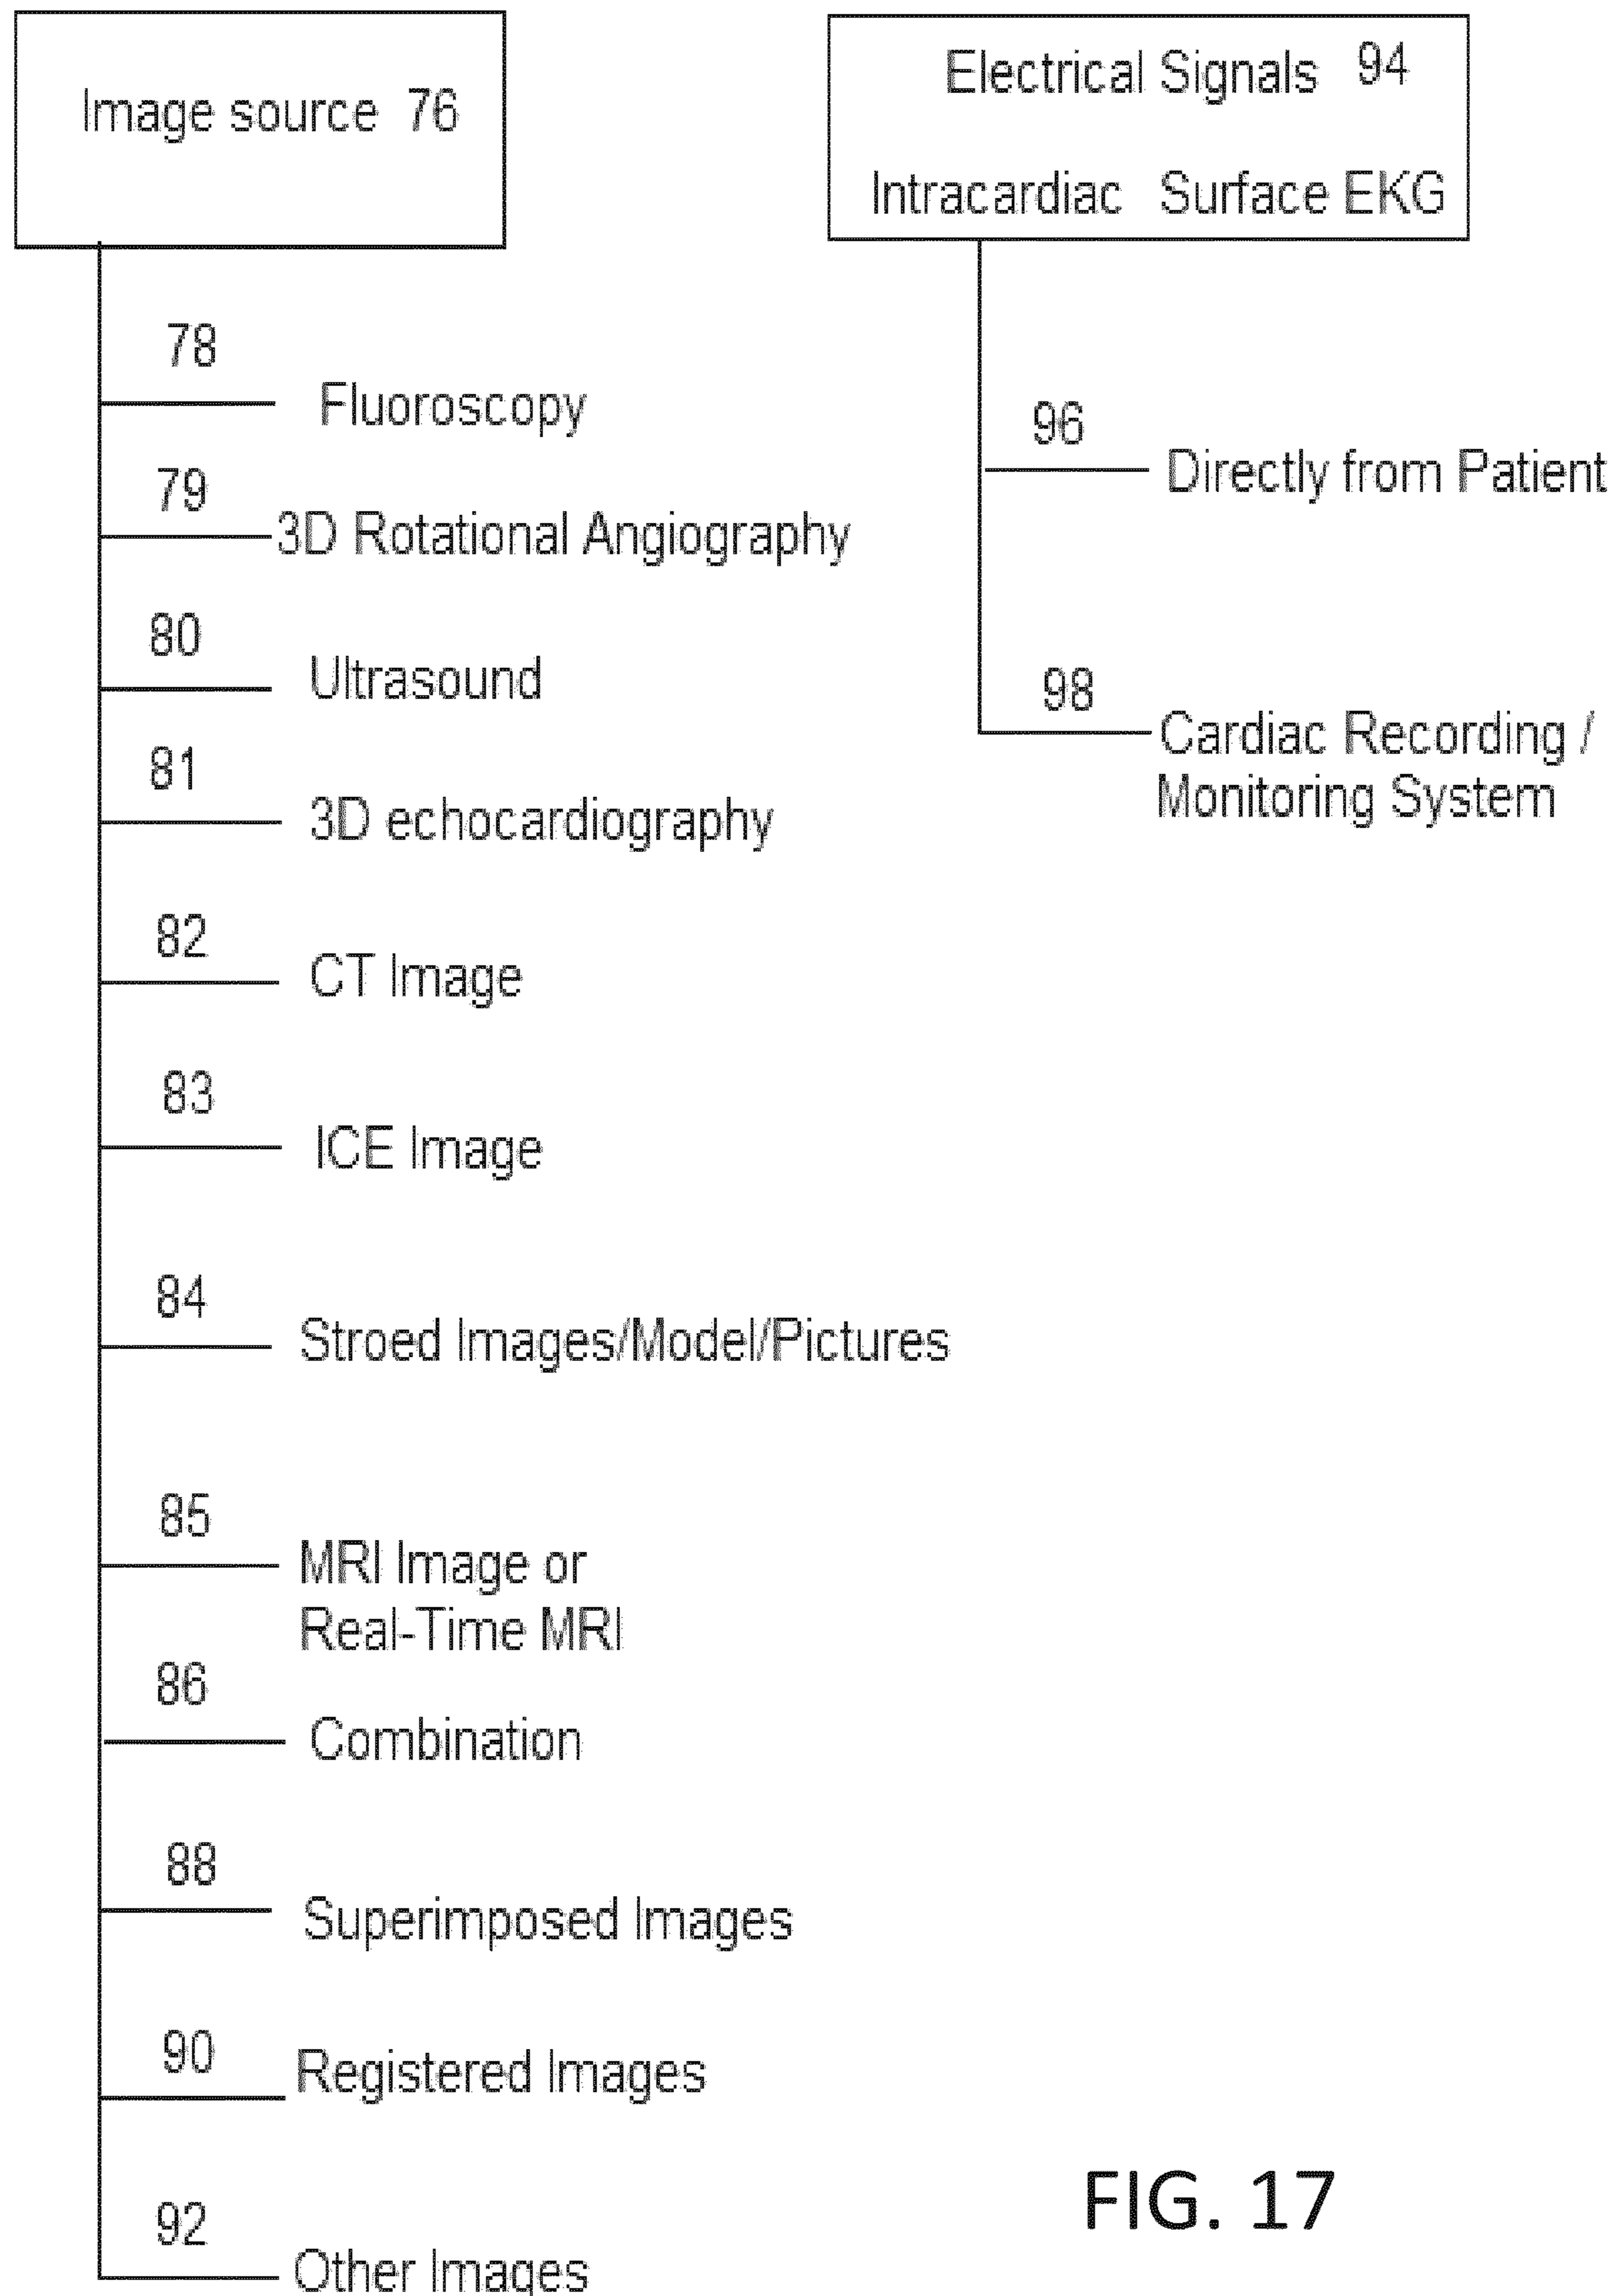 Image source 76
78
Fluoroscopy
79
3D Rotational Angiography
80
Ultrasound
81
3D echocardiography
82
CT Image
83
ICE Image
84
Stroed Images/Model/Pictures
85
MRI Image or
Real-Time MRI
86
Combination
88
Superimposed Images
90
Registered Images
92
Other Images
Electrical Signals 94
Intracardiac Surface EKG
96
Directly from Patient
98
Cardiac Recording /
Monitoring System
FIG. 17